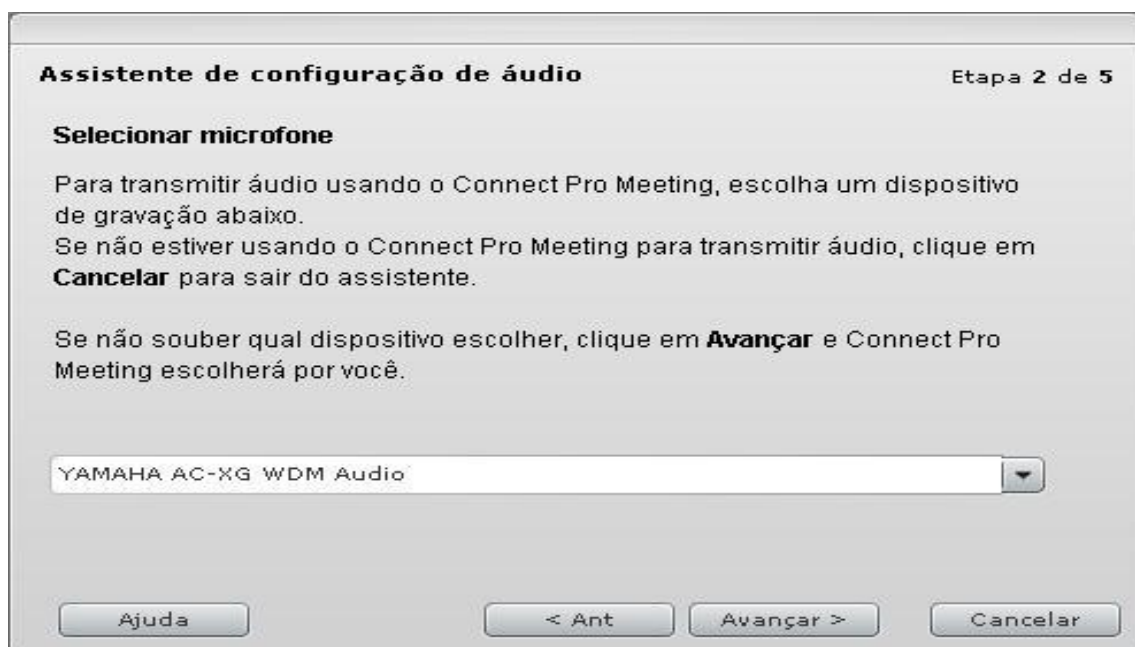 Assistente de configuração de áudio
Etapa 2 de 5
Selecionar microfone
Para transmitir áudio usando o Connect Pro Meeting, escolha um dispositivo
de gravação abaixo.
Se não estiver usando o Connect Pro Meeting para transmitir áudio, clique em
Cancelar para sair do assistente.
Se não souber qual dispositivo escolher, clique em Avançar e Connect Pro
Meeting escolherá por você.
YAMAHA AC-XG WDM Audio
Ajuda
< Ant
Avançar >
Cancelar